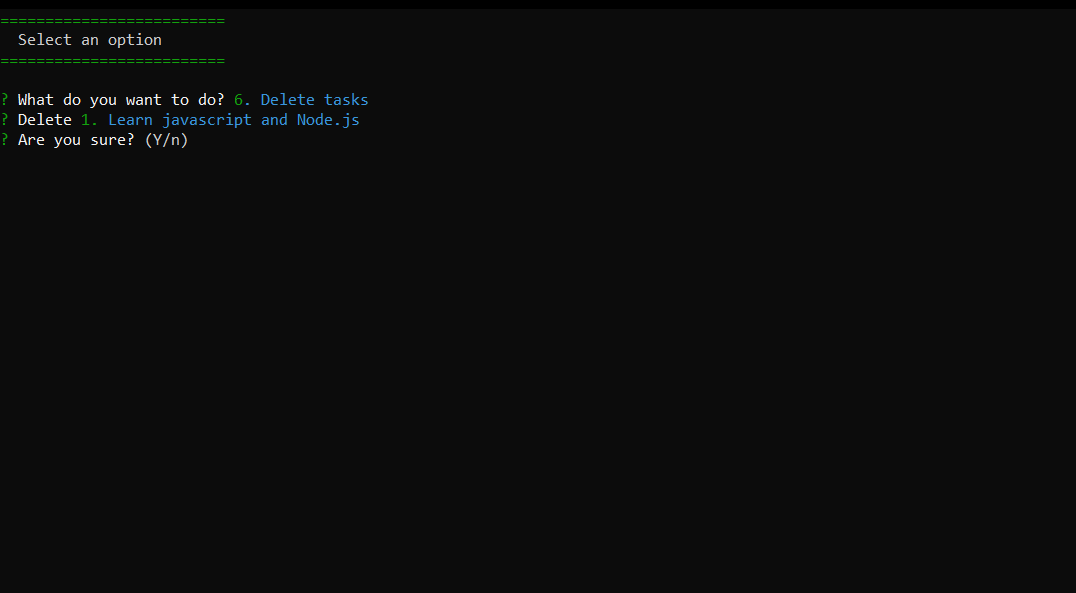 =========================
Select an option
=========================
? What do you want to do? 6. Delete tasks
? Delete 1. Learn javascript and Node.js
? Are you sure? (Y/n)